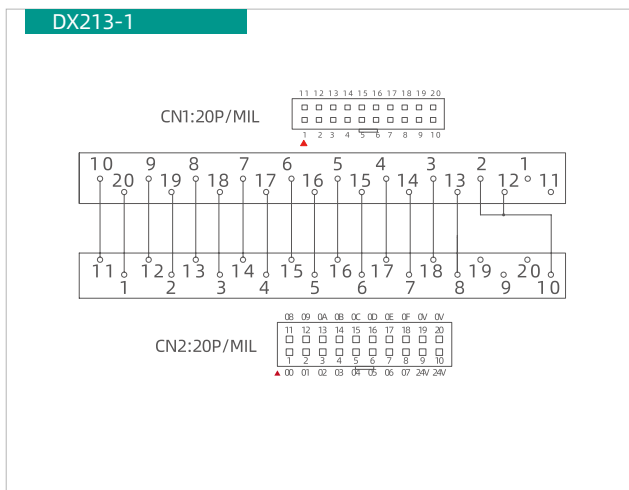 DX213-1
11 12 13 14 15 16 17 18 19 20
CN1:20P/MIL
1 2 3 4 5 6 7 8 9 10
10 9 8 7 6 5 4 3 2 1
20 19 18 17 16 15 14 13 12 11
11 12 13 14 15 16 17 18 19 20
1 2 3 4 5 6 7 8 9 10
08 09 0A 0B 0C 0D 0E 0F 0V 0V
11 12 13 14 15 16 17 18 19 20
CN2:20P/MIL
1 2 3 4 5 6 7 8 9 10
00 01 02 03 04 05 06 07 24V 24V